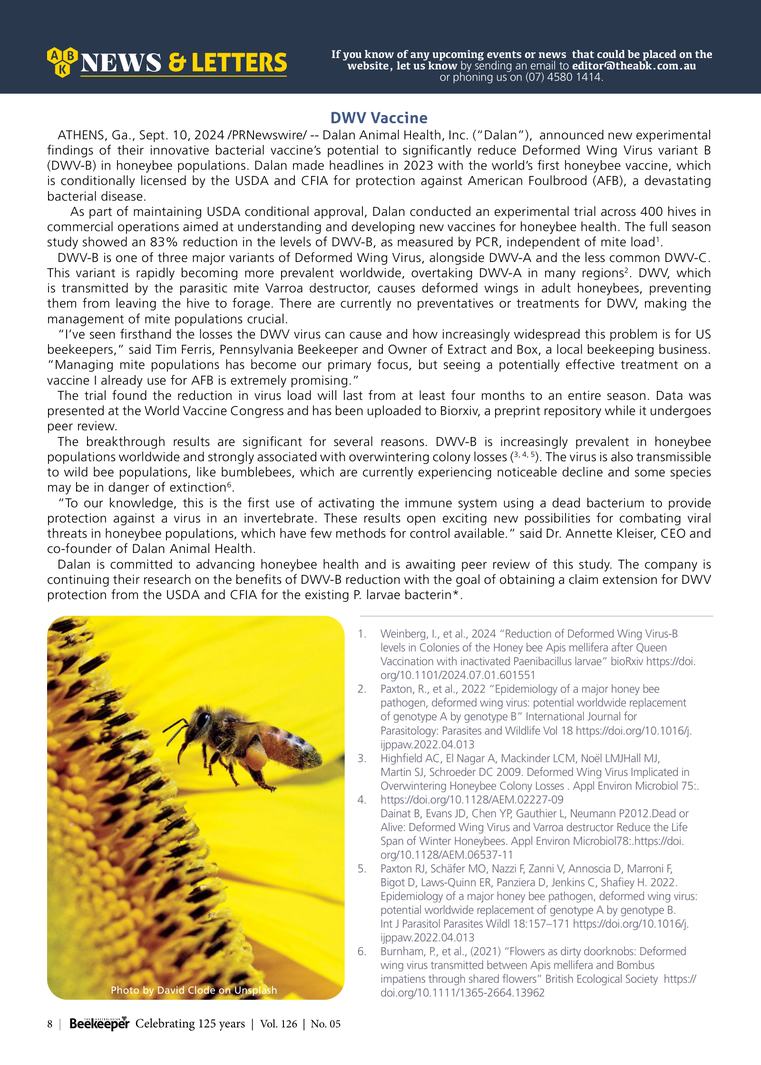 A B K NEWS & LETTERS
If you know of any upcoming events or news that could be placed on the
website, let us know by sending an email to editor@theabk.com.au
or phoning us on (07) 4580 1414.
DWV Vaccine
ATHENS, Ga., Sept. 10, 2024 /PRNewswire/ -- Dalan Animal Health, Inc. (“Dalan”), announced new experimental
findings of their innovative bacterial vaccine’s potential to significantly reduce Deformed Wing Virus variant B
(DWV-B) in honeybee populations. Dalan made headlines in 2023 with the world’s first honeybee vaccine, which
is conditionally licensed by the USDA and CFIA for protection against American Foulbrood (AFB), a devastating
bacterial disease.
As part of maintaining USDA conditional approval, Dalan conducted an experimental trial across 400 hives in
commercial operations aimed at understanding and developing new vaccines for honeybee health. The full season
study showed an 83% reduction in the levels of DWV-B, as measured by PCR, independent of mite load¹.
DWV-B is one of three major variants of Deformed Wing Virus, alongside DWV-A and the less common DWV-C.
This variant is rapidly becoming more prevalent worldwide, overtaking DWV-A in many regions². DWV, which
is transmitted by the parasitic mite Varroa destructor, causes deformed wings in adult honeybees, preventing
them from leaving the hive to forage. There are currently no preventatives or treatments for DWV, making the
management of mite populations crucial.
“I’ve seen firsthand the losses the DWV virus can cause and how increasingly widespread this problem is for US
beekeepers,” said Tim Ferris, Pennsylvania Beekeeper and Owner of Extract and Box, a local beekeeping business.
“Managing mite populations has become our primary focus, but seeing a potentially effective treatment on a
vaccine I already use for AFB is extremely promising.”
The trial found the reduction in virus load will last from at least four months to an entire season. Data was
presented at the World Vaccine Congress and has been uploaded to Biorxiv, a preprint repository while it undergoes
peer review.
The breakthrough results are significant for several reasons. DWV-B is increasingly prevalent in honeybee
populations worldwide and strongly associated with overwintering colony losses (³, ⁴, ⁵). The virus is also transmissible
to wild bee populations, like bumblebees, which are currently experiencing noticeable decline and some species
may be in danger of extinction⁶.
“To our knowledge, this is the first use of activating the immune system using a dead bacterium to provide
protection against a virus in an invertebrate. These results open exciting new possibilities for combating viral
threats in honeybee populations, which have few methods for control available.” said Dr. Annette Kleiser, CEO and
co-founder of Dalan Animal Health.
Dalan is committed to advancing honeybee health and is awaiting peer review of this study. The company is
continuing their research on the benefits of DWV-B reduction with the goal of obtaining a claim extension for DWV
protection from the USDA and CFIA for the existing P. larvae bacterin*.
Photo by David Clode on Unsplash
1. Weinberg, I., et al., 2024 “Reduction of Deformed Wing Virus-B
levels in Colonies of the Honey bee Apis mellifera after Queen
Vaccination with inactivated Paenibacillus larvae” bioRxiv https://doi.
org/10.1101/2024.07.01.601551
2. Paxton, R., et al., 2022 “Epidemiology of a major honey bee
pathogen, deformed wing virus: potential worldwide replacement
of genotype A by genotype B” International Journal for
Parasitology: Parasites and Wildlife Vol 18 https://doi.org/10.1016/j.
ijppaw.2022.04.013
3. Highfield AC, El Nagar A, Mackinder LCM, Noël LMJHall MJ,
Martin SJ, Schroeder DC 2009. Deformed Wing Virus Implicated in
Overwintering Honeybee Colony Losses . Appl Environ Microbiol 75:.
4. https://doi.org/10.1128/AEM.02227-09
Dainat B, Evans JD, Chen YP, Gauthier L, Neumann P2012.Dead or
Alive: Deformed Wing Virus and Varroa destructor Reduce the Life
Span of Winter Honeybees. Appl Environ Microbiol78:.https://doi.
org/10.1128/AEM.06537-11
5. Paxton RJ, Schäfer MO, Nazzi F, Zanni V, Annoscia D, Marroni F,
Bigot D, Laws-Quinn ER, Panziera D, Jenkins C, Shafiey H. 2022.
Epidemiology of a major honey bee pathogen, deformed wing virus:
potential worldwide replacement of genotype A by genotype B.
Int J Parasitol Parasites Wildl 18:157–171 https://doi.org/10.1016/j.
ijppaw.2022.04.013
6. Burnham, P., et al., (2021) “Flowers as dirty doorknobs: Deformed
wing virus transmitted between Apis mellifera and Bombus
impatiens through shared flowers” British Ecological Society https://
doi.org/10.1111/1365-2664.13962
8 | Beekeeper Celebrating 125 years | Vol. 126 | No. 05